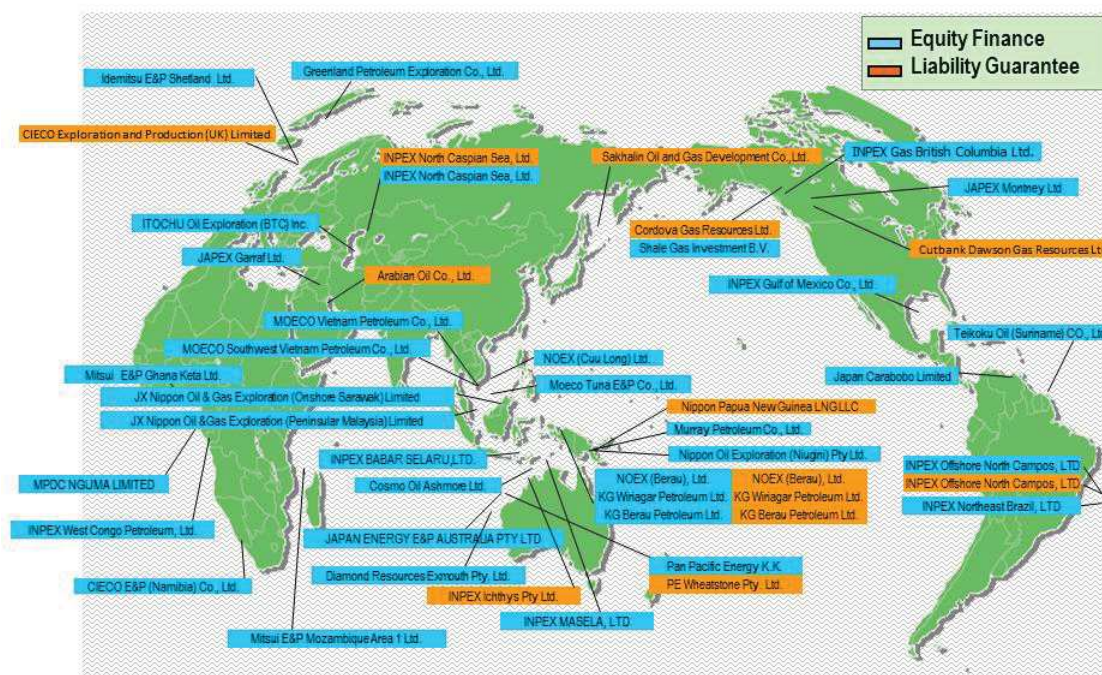 Equity Finance
Liability Guarantee
Idemitsu E&P Shetland Ltd.
Greenland Petroleum Exploration Co., Ltd.
CIECO Exploration and Production (UK) Limited
INPEX North Caspian Sea, Ltd.
INPEX North Caspian Sea, Ltd.
Sakhalin Oil and Gas Development Co.,Ltd.
INPEX Gas British Columbia Ltd.
JAPEX Montney Ltd
ITOCHU Oil Exploration (BTC) Inc.
Cordova Gas Resources Ltd.
Shale Gas Investment B.V.
Cutbank Dawson Gas Resources Lt
JAPEX Garraf Ltd.
Arabian Oil Co., Ltd.
INPEX Gulf of Mexico Co., Ltd.
MOECO Vietnam Petroleum Co., Ltd.
Teikoku Oil (Suriname) CO., Lt
MOECO Southwest Vietnam Petroleum Co., Ltd.
NOEX (Cuu Long) Ltd.
Mitsui E&P Ghana Keta Ltd.
Moeco Tuna E&P Co., Ltd.
Japan Carabobo Limited
JX Nippon Oil & Gas Exploration (Onshore Sarawak) Limited
Nippon Papua New Guinea LNG LLC
JX Nippon Oil &Gas Exploration (Peninsular Malaysia) Limited
Murray Petroleum Co., Ltd.
INPEX BABAR SELARU,LTD.
Nippon Oil Exploration (Niugini) Pty Ltd.
INPEX Offshore North Campos, LTD
INPEX Offshore North Campos, LTD
MPDC NGUMA LIMITED
Cosmo Oil Ashmore Ltd.
NOEX (Berau), Ltd.
NOEX (Berau), Ltd.
KG Wiriagar Petroleum Ltd.
KG Wiriagar Petroleum Ltd.
KG Berau Petroleum Ltd.
KG Berau Petroleum Ltd.
INPEX Northeast Brazil, LTD
INPEX West Congo Petroleum, Ltd.
JAPAN ENERGY E&P AUSTRALIA PTY LTD
Pan Pacific Energy K.K.
PE Wheatstone Pty. Ltd.
Diamond Resources Exmouth Pty. Ltd.
CIECO E&P (Namibia) Co., Ltd.
INPEX Ichthys Pty Ltd.
INPEX MASELA, LTD.
Mitsui E&P Mozambique Area 1 Ltd.